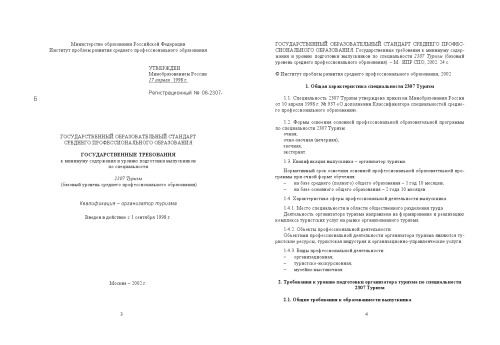 Министерство образования Российской Федерации
Институт проблем развития среднего профессионального образования
УТВЕРЖДЕН
Минобразованием России
17 апреля 1998 г.
Регистрационный № 06-2307-
Б
ГОСУДАРСТВЕННЫЙ ОБРАЗОВАТЕЛЬНЫЙ СТАНДАРТ
СРЕДНЕГО ПРОФЕССИОНАЛЬНОГО ОБРАЗОВАНИЯ
ГОСУДАРСТВЕННЫЕ ТРЕБОВАНИЯ
к минимуму содержания и уровню подготовки выпускников
по специальности
2307 Туризм
(базовый уровень среднего профессионального образования)
Квалификация – организатор туризма
Введены в действие с 1 сентября 1998 г.
Москва – 2002 г.
3
ГОСУДАРСТВЕННЫЙ ОБРАЗОВАТЕЛЬНЫЙ СТАНДАРТ СРЕДНЕГО ПРОФЕС-
СИОНАЛЬНОГО ОБРАЗОВАНИЯ. Государственные требования к минимуму содер-
жания и уровню подготовки выпускников по специальности 2307 Туризм (базовый
уровень среднего профессионального образования). – М.: ИПР СПО, 2002. 24 с.
© Институт проблем развития среднего профессионального образования, 2002
1. Общая характеристика специальности 2307 Туризм
1.1. Специальность 2307 Туризм утверждена приказом Минобразования России
от 10 апреля 1998 г. № 937 «О дополнении Классификатора специальностей средне-
го профессионального образования».
1.2. Формы освоения основной профессиональной образовательной программы
по специальности 2307 Туризм:
очная,
очно-заочная (вечерняя),
заочная,
экстернат.
1.3. Квалификация выпускника – организатор туризма.
Нормативный срок освоения основной профессиональной образовательной про-
граммы при очной форме обучения:
– на базе среднего (полного) общего образования – 1 год 10 месяцев,
– на базе основного общего образования – 2 года 10 месяцев.
1.4. Характеристика сферы профессиональной деятельности выпускника
1.4.1. Место специальности в области общественного разделения труда
Деятельность организатора туризма направлена на формирование и реализацию
комплекса туристских услуг на рынке организованного туризма.
1.4.2. Объекты профессиональной деятельности
Объектами профессиональной деятельности организатора туризма являются ту-
ристские ресурсы, туристская индустрия и организационно-управленческие услуги.
1.4.3. Виды профессиональной деятельности:
– организационная,
– туристско-экскурсионная,
– музейно-выставочная.
2. Требования к уровню подготовки организатора туризма по специальности
2307 Туризм
2.1. Общие требования к образованности выпускника
4